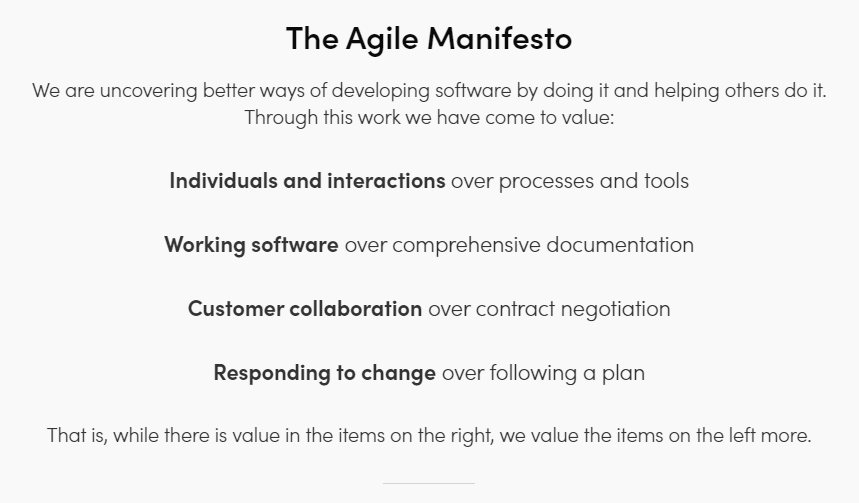 The Agile Manifesto
We are uncovering better ways of developing software by doing it and helping others do it.
Through this work we have come to value:
Individuals and interactions over processes and tools
Working software over comprehensive documentation
Customer collaboration over contract negotiation
Responding to change over following a plan
That is, while there is value in the items on the right, we value the items on the left more.